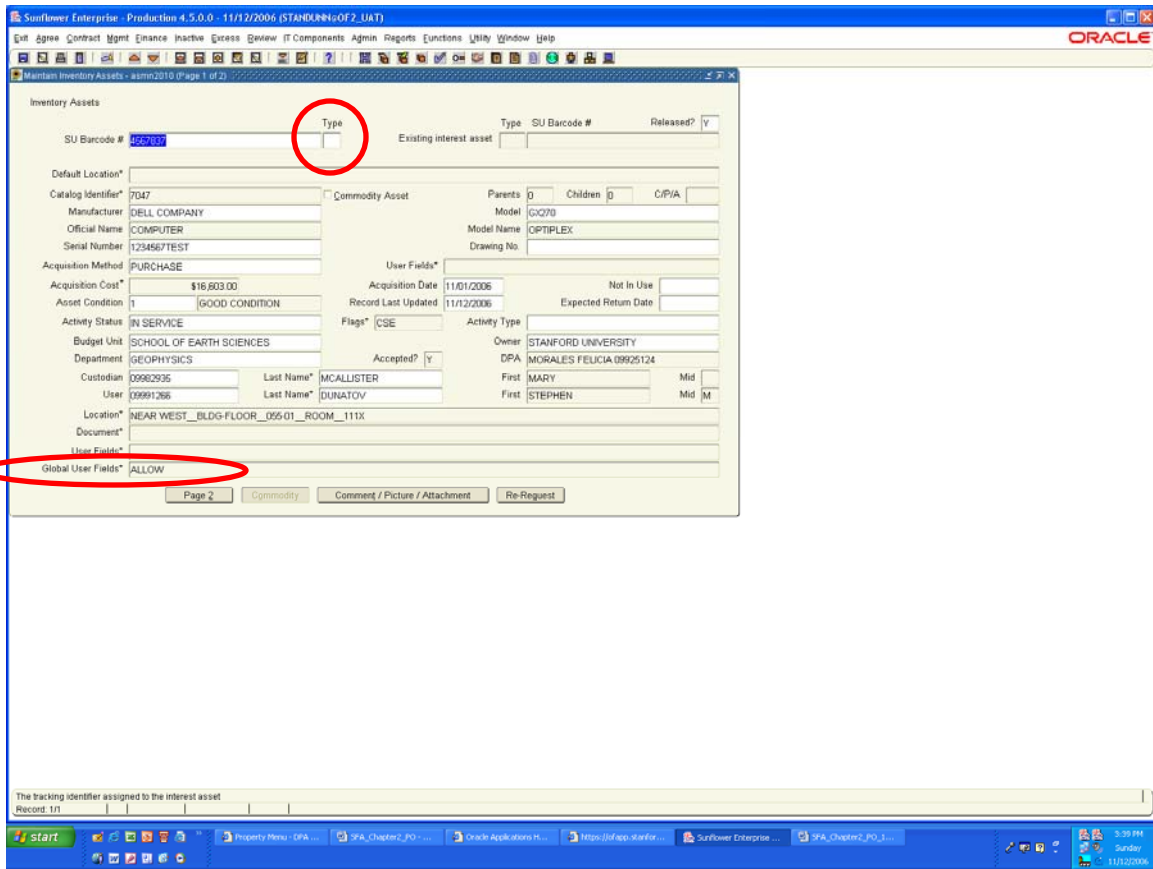 Sunflower Enterprise - Production 4.5.0.0 - 11/12/2006 (STANDUNN@OF2_UAT)
Exit Agree Contract Mgmt Finance Inactive Excess Review IT Components Admin Reports Functions Utility Window Help
ORACLE
Maintain Inventory Assets - asmn2010 (Page 1 of 2)
Inventory Assets
Type Type SU Barcode # Released? Y
SU Barcode # 4667837 Existing interest asset
Default Location*
Catalog Identifier* 7047 Commodity Asset Parents 0 Children 0 C/P/A
Manufacturer DELL COMPANY Model GX270
Official Name COMPUTER Model Name OPTIPLEX
Serial Number 1234567TEST Drawing No.
Acquisition Method PURCHASE User Fields*
Acquisition Cost* $16,603.00 Acquisition Date 11/01/2006 Not In Use
Asset Condition 1 GOOD CONDITION Record Last Updated 11/12/2006 Expected Return Date
Activity Status IN SERVICE Flags* CSE Activity Type
Budget Unit SCHOOL OF EARTH SCIENCES Owner STANFORD UNIVERSITY
Department GEOPHYSICS Accepted? Y DPA MORALES FELICIA 09925124
Custodian 09982935 Last Name* MCALLISTER First MARY Mid
User 09991266 Last Name* DUNATOV First STEPHEN Mid M
Location* NEAR WEST__BLDG-FLOOR__055-01__ROOM__111X
Document*
User Fields*
Global User Fields* ALLOW
Page 2 Commodity Comment / Picture / Attachment Re-Request
The tracking identifier assigned to the interest asset
Record: 1/1
start Property Menu - DPA ... SPA_Chapter2_PO - ... Oracle Applications H... https://ofapp.stanfor... Sunflower Enterprise ... SPA_Chapter2_PO_1... 3:39 PM
Sunday
11/12/2006